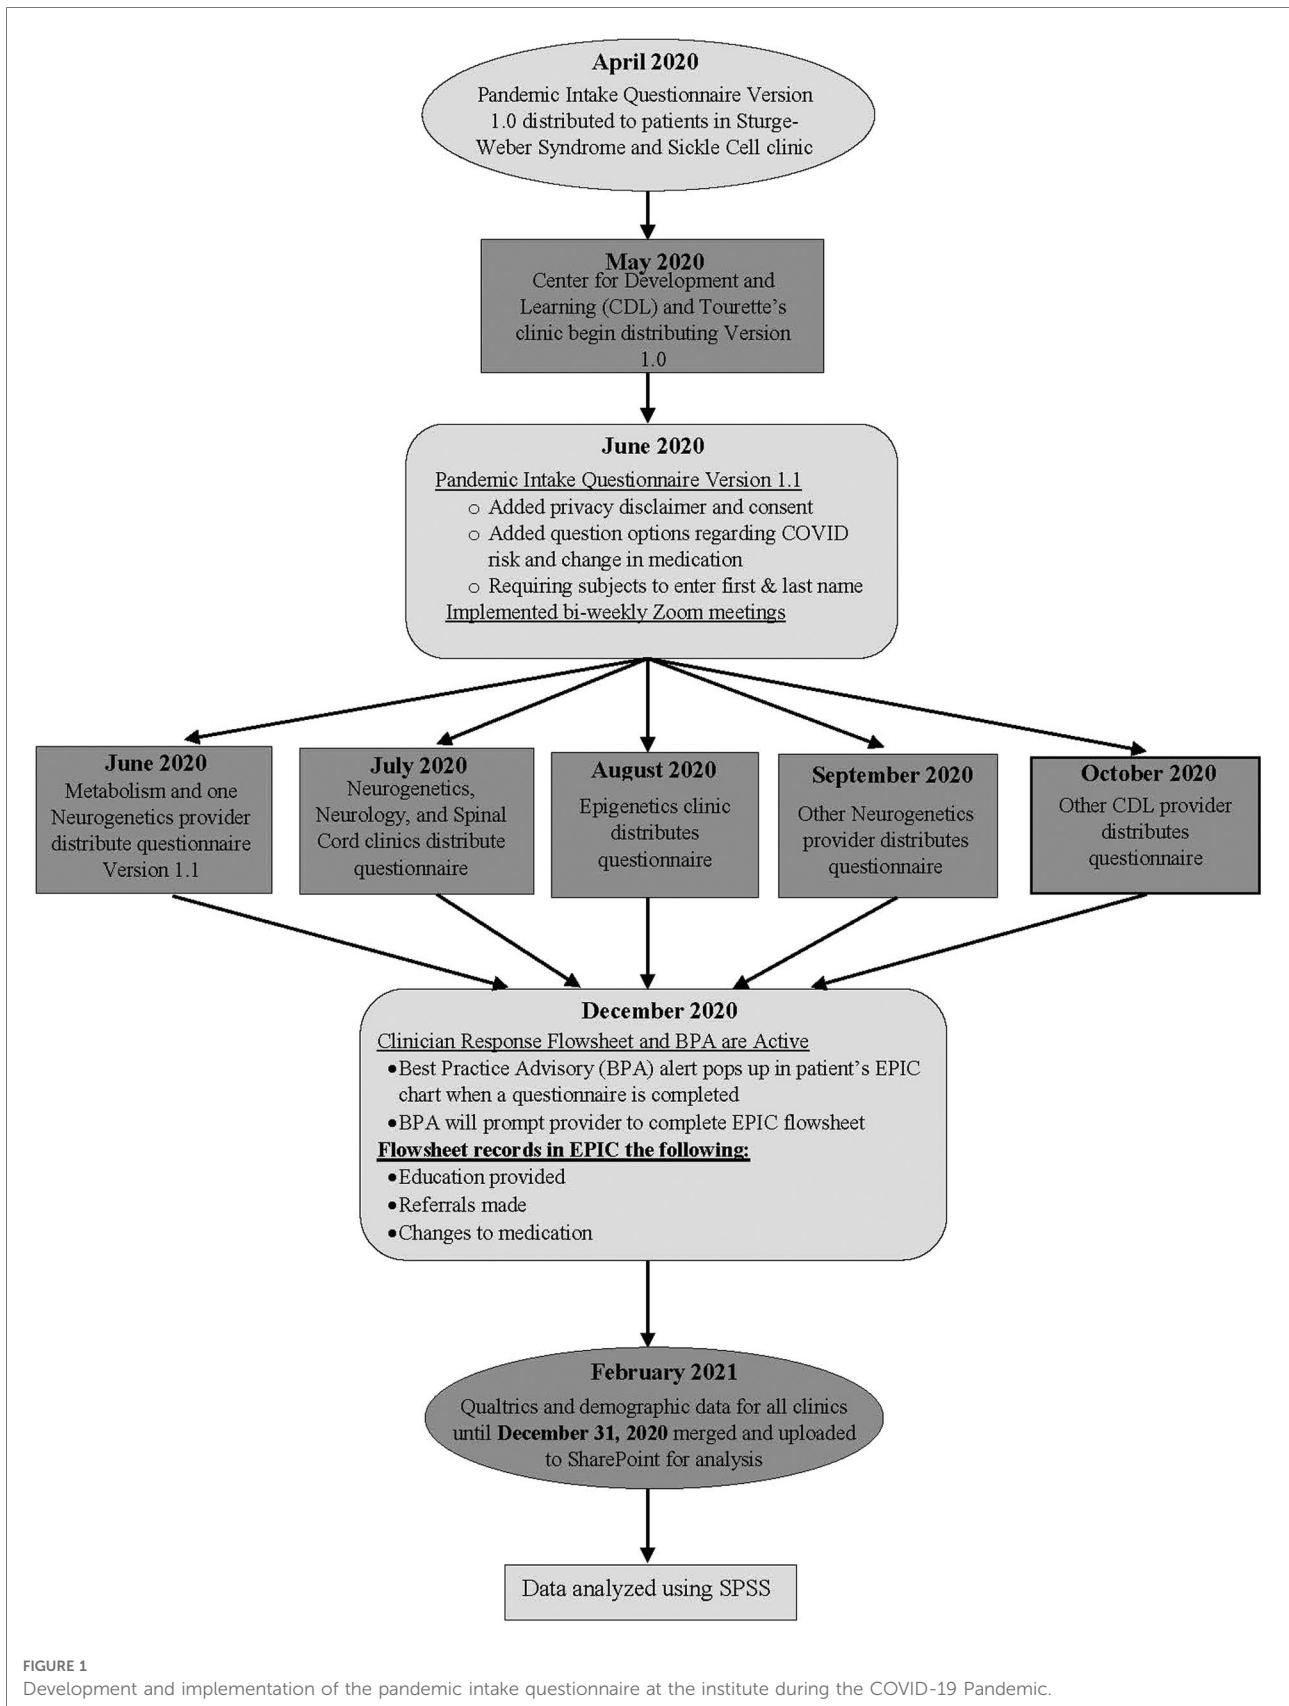 April 2020
Pandemic Intake Questionnaire Version
1.0 distributed to patients in Sturge-
Weber Syndrome and Sickle Cell clinic
May 2020
Center for Development and
Learning (CDL) and Tourette's
clinic begin distributing Version
1.0
June 2020
Pandemic Intake Questionnaire Version 1.1
o Added privacy disclaimer and consent
o Added question options regarding COVID
risk and change in medication
o Requiring subjects to enter first & last name
Implemented bi-weekly Zoom meetings
June 2020
Metabolism and one
Neurogenetics provider
distribute questionnaire
Version 1.1
July 2020
Neurogenetics,
Neurology, and Spinal
Cord clinics distribute
questionnaire
August 2020
Epigenetics clinic
distributes
questionnaire
September 2020
Other Neurogenetics
provider distributes
questionnaire
October 2020
Other CDL provider
distributes
questionnaire
December 2020
Clinician Response Flowsheet and BPA are Active
•Best Practice Advisory (BPA) alert pops up in patient's EPIC
chart when a questionnaire is completed
•BPA will prompt provider to complete EPIC flowsheet
Flowsheet records in EPIC the following:
•Education provided
•Referrals made
•Changes to medication
February 2021
Qualtrics and demographic data for all clinics
until December 31, 2020 merged and uploaded
to SharePoint for analysis
Data analyzed using SPSS
FIGURE 1
Development and implementation of the pandemic intake questionnaire at the institute during the COVID-19 Pandemic.